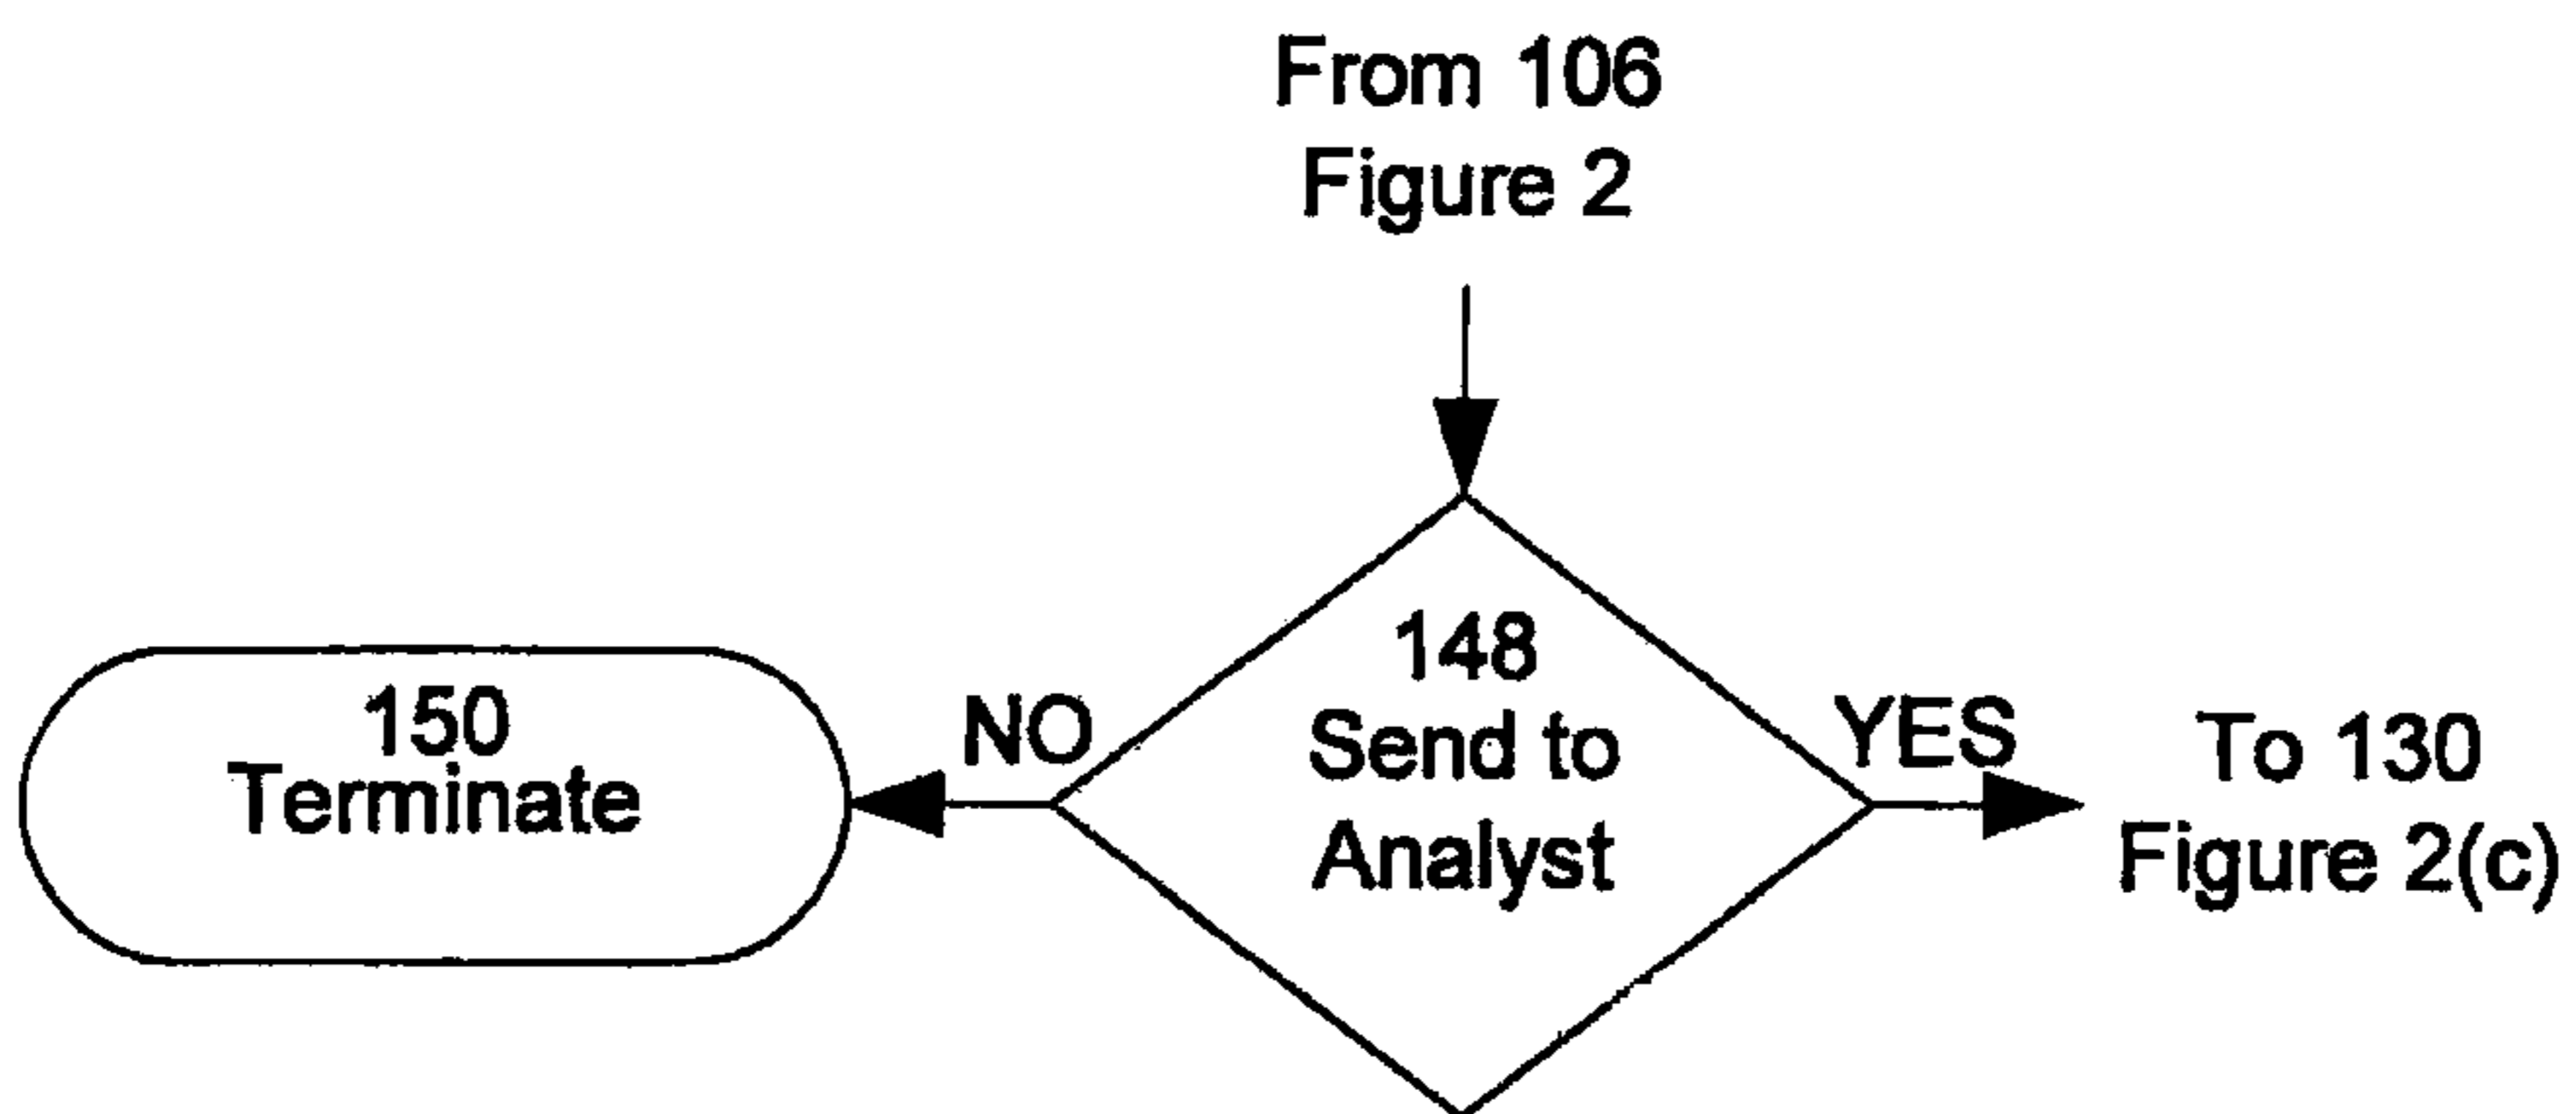 From 106
Figure 2
148
Send to
Analyst
NO
YES
150
Terminate
To 130
Figure 2(c)